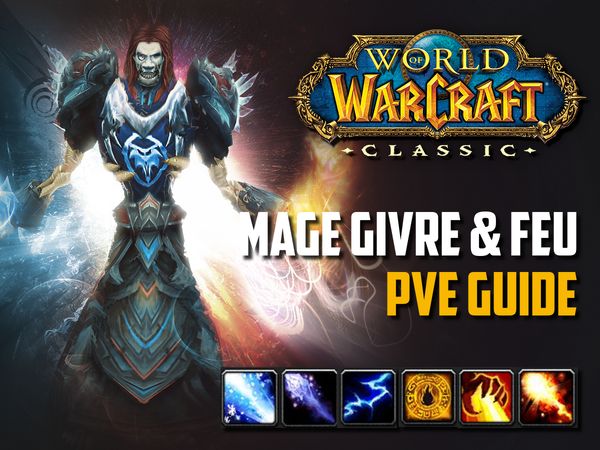 WORLD
OF
WARCRAFT
CLASSIC
MAGE GIVRE & FEU
PVE GUIDE